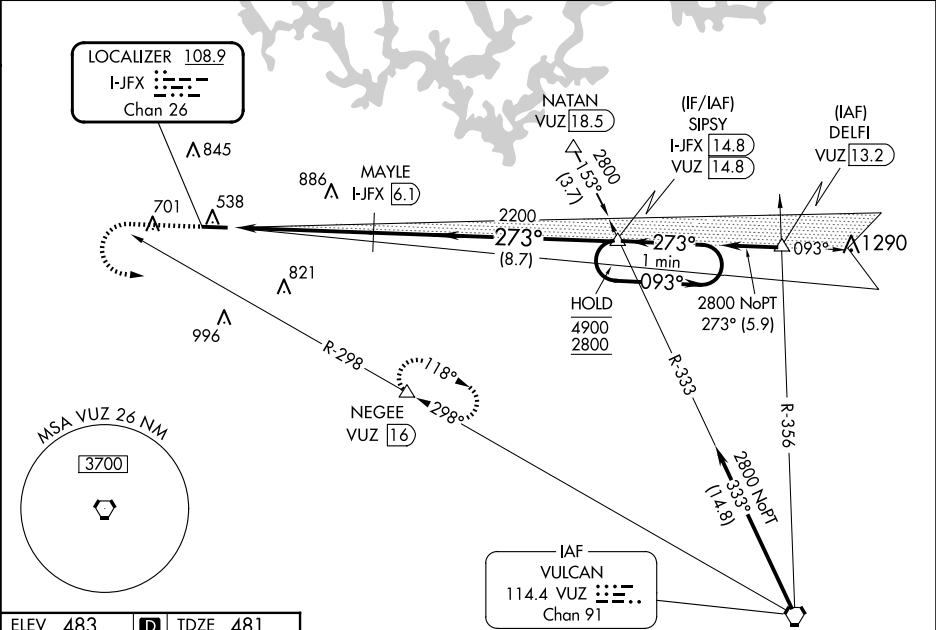 LOCALIZER 108.9
I-JFX
Chan 26
845
886
MAYLE
I-JFX 6.1
NATAN
VUZ 18.5
2800
153°
(3.7)
(IF/IAF)
SIPSY
I-JFX 14.8
VUZ 14.8
(IAF)
DELFI
VUZ 13.2
701
538
2200
273°
(8.7)
273°
1 min
093°
093°
1290
2800 NoPT
273° (5.9)
HOLD
4900
2800
821
996
R-298
118°
298°
NEGEE
VUZ 16
R-333
R-356
2800 NoPT
333°
(14.8)
MSA VUZ 26 NM
3700
IAF
VULCAN
114.4 VUZ
Chan 91
ELEV 483 D TDZE 481